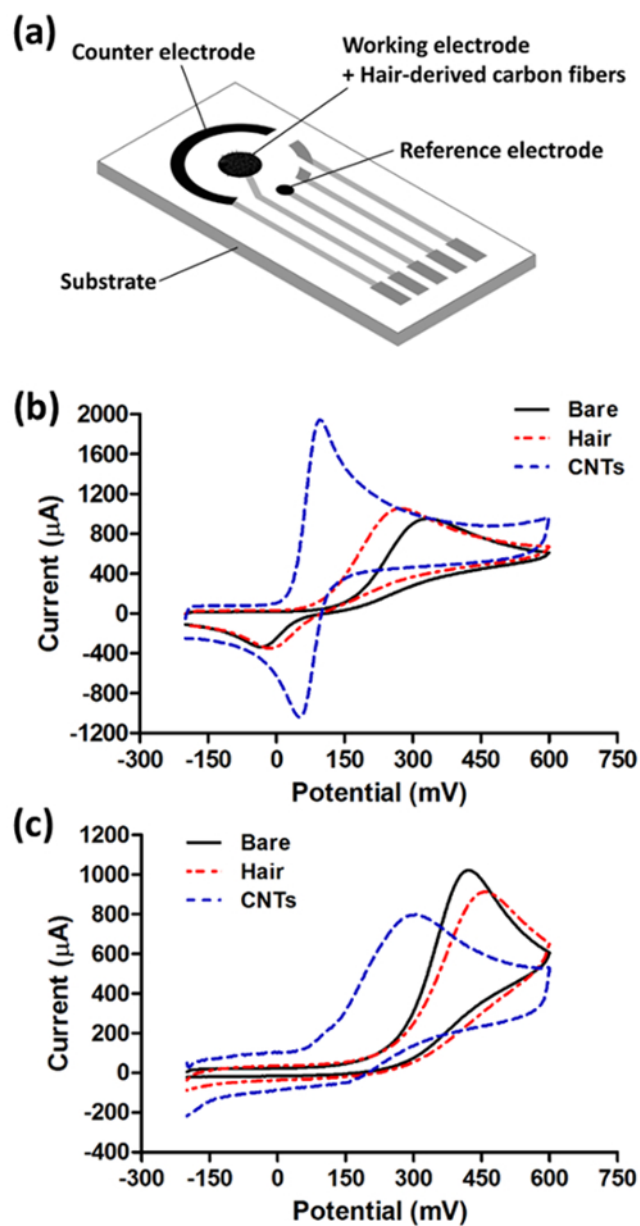 (a)
Counter electrode
Working electrode
+ Hair-derived carbon fibers
Reference electrode
Substrate
(b)
2000
1600
1200
800
400
0
-400
-800
-1200
Current (μA)
Bare
Hair
CNTs
-300 -150 0 150 300 450 600 750
Potential (mV)
(c)
1200
1000
800
600
400
200
0
-200
-400
Current (μA)
Bare
Hair
CNTs
-300 -150 0 150 300 450 600 750
Potential (mV)